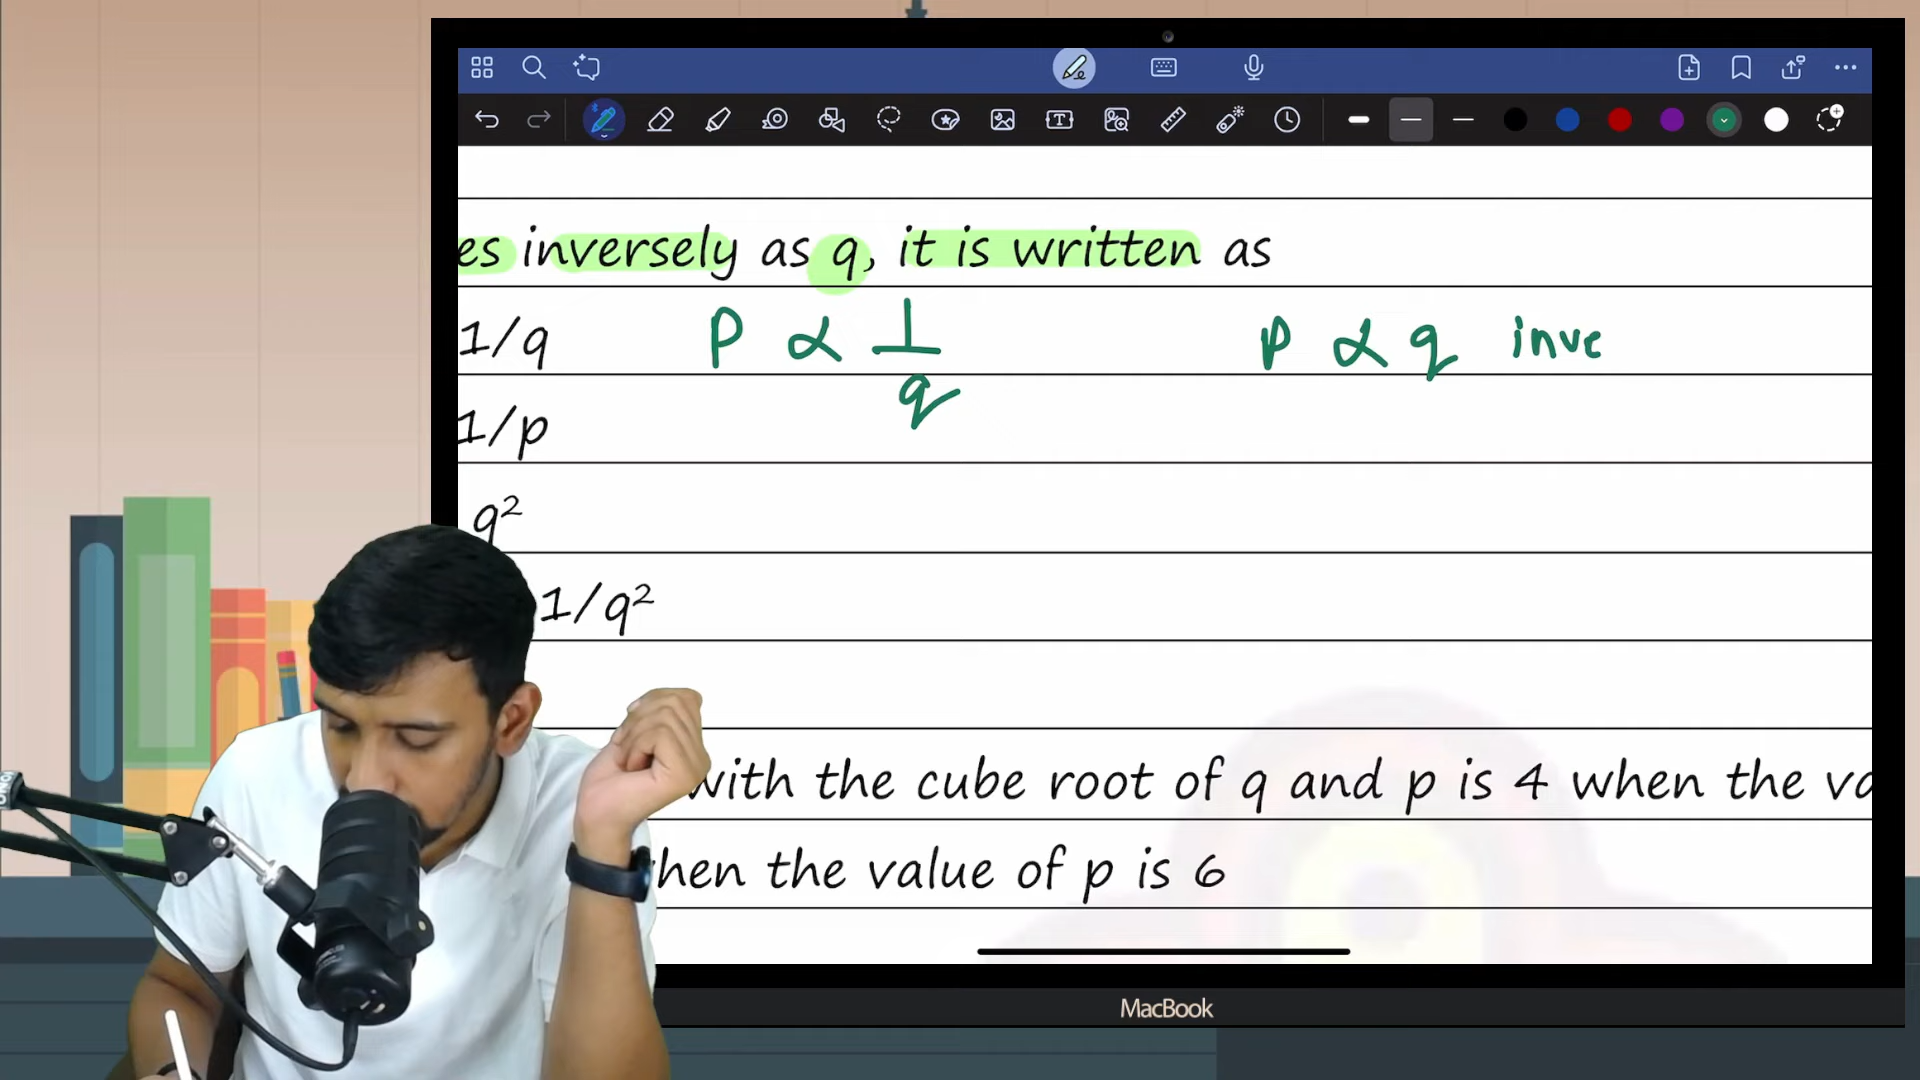 es inversely as q, it is written as
1/q P ∝ 1/q p ∝ q inve
1/p
q²
1/q²
with the cube root of q and p is 4 when the va
hen the value of p is 6
MacBook